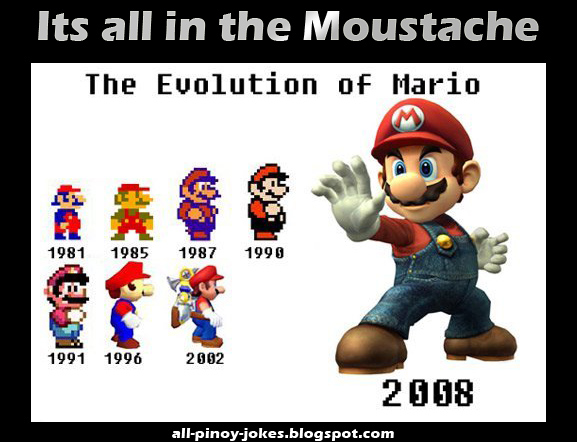 Its all in the Moustache
The Evolution of Mario
M
1981 1985 1987 1990
1991 1996 2002
2008
all-pinoy-jokes.blogspot.com